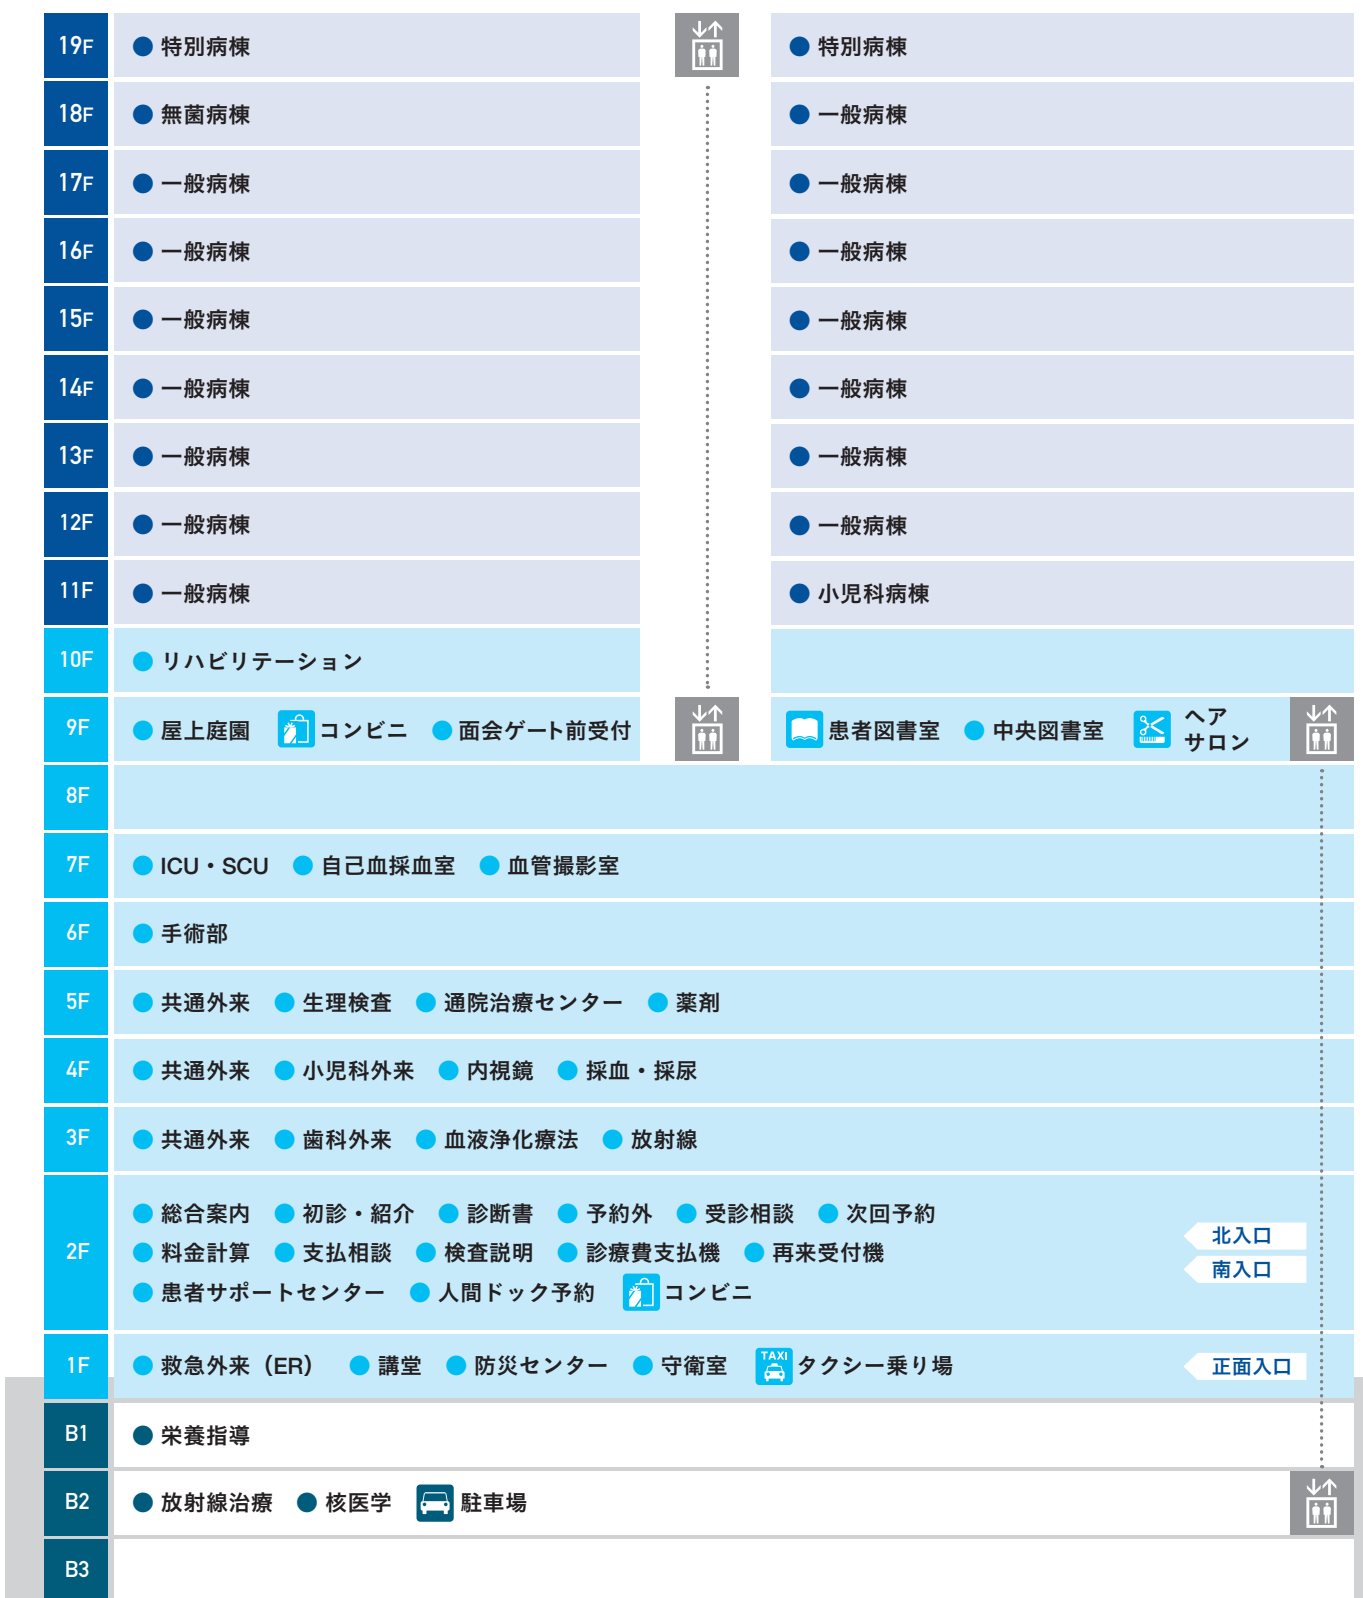 19F 特別病棟 特別病棟
18F 無菌病棟 一般病棟
17F 一般病棟 一般病棟
16F 一般病棟 一般病棟
15F 一般病棟 一般病棟
14F 一般病棟 一般病棟
13F 一般病棟 一般病棟
12F 一般病棟 一般病棟
11F 一般病棟 小児科病棟
10F リハビリテーション
9F 屋上庭園 コンビニ 面会ゲート前受付 患者図書室 中央図書室 ヘア
サロン
8F
7F ICU・SCU 自己血採血室 血管撮影室
6F 手術部
5F 共通外来 生理検査 通院治療センター 薬剤
4F 共通外来 小児科外来 内視鏡 採血・採尿
3F 共通外来 歯科外来 血液浄化療法 放射線
2F
総合案内 初診・紹介 診断書 予約外 受診相談 次回予約
北入口
料金計算 支払相談 検査説明 診療費支払機 再来受付機
南入口
患者サポートセンター 人間ドック予約 コンビニ
1F 救急外来（ER） 講堂 防災センター 守衛室 TAXI タクシー乗り場 正面入口
B1 栄養指導
B2 放射線治療 核医学 駐車場
B3